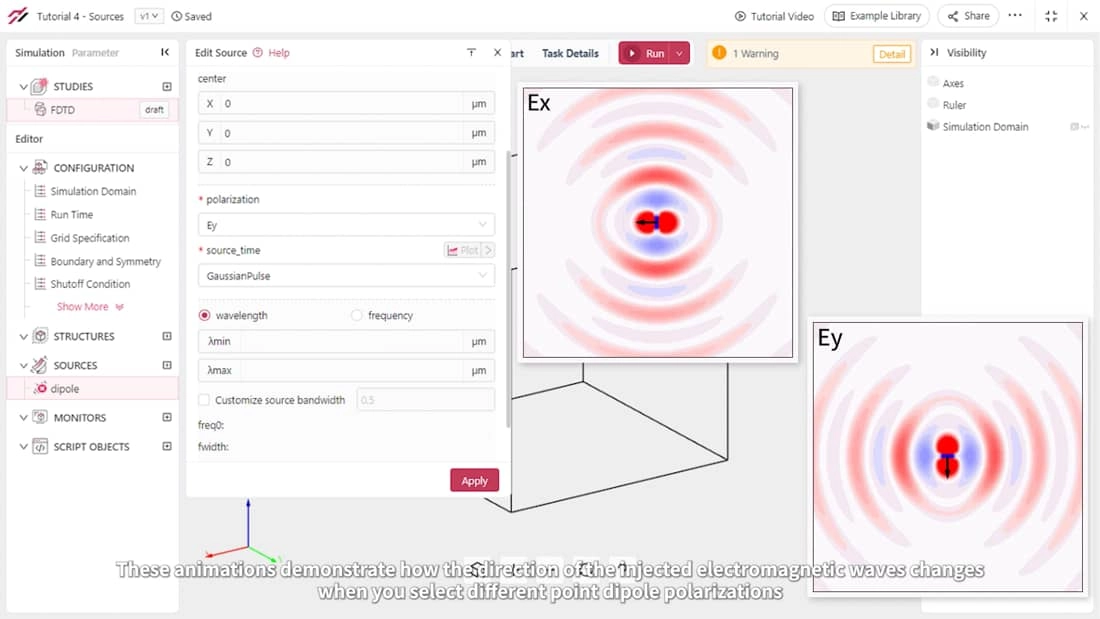 Tutorial 4 - Sources
v1
Saved
Tutorial Video
Example Library
Share
Simulation
Parameter
STUDIES
FDTD
draft
Editor
CONFIGURATION
Simulation Domain
Run Time
Grid Specification
Boundary and Symmetry
Shutoff Condition
Show More
STRUCTURES
SOURCES
dipole
MONITORS
SCRIPT OBJECTS
Edit Source
Help
center
X 0 μm
Y 0 μm
Z 0 μm
* polarization
Ey
* source_time
Plot
GaussianPulse
wavelength
frequency
λmin μm
λmax μm
Customize source bandwidth 0.5
freq0:
fwidth:
Apply
art
Task Details
Run
1 Warning
Detail
Ex
Ey
Visibility
Axes
Ruler
Simulation Domain
These animations demonstrate how the direction of the injected electromagnetic waves changes
when you select different point dipole polarizations